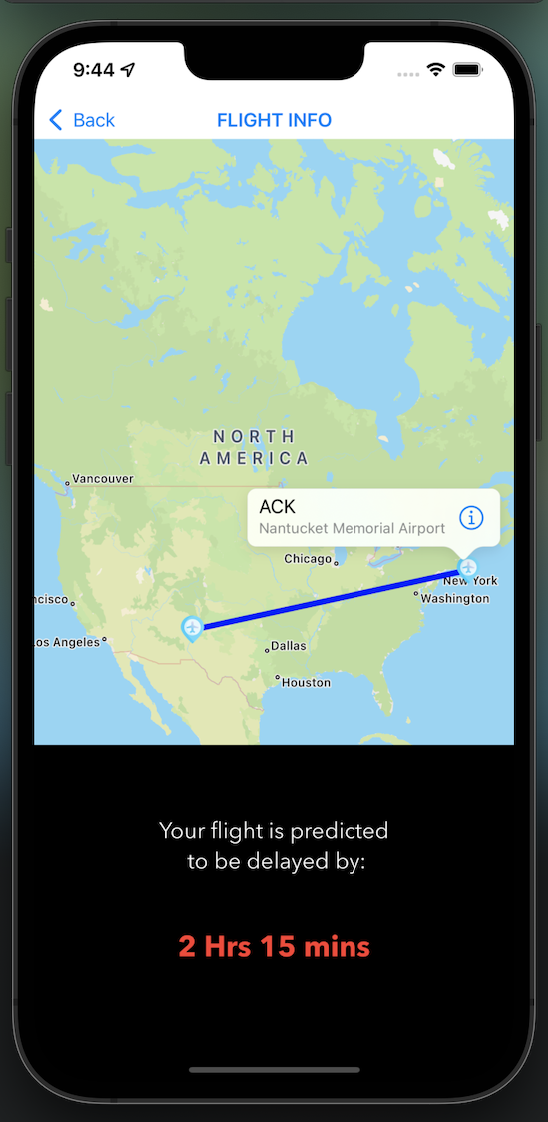 9:44
Back
FLIGHT INFO
NORTH
AMERICA
Vancouver
ACK
Nantucket Memorial Airport
Chicago
New York
ncisco
Washington
os Angeles
Dallas
Houston
Your flight is predicted
to be delayed by:
2 Hrs 15 mins